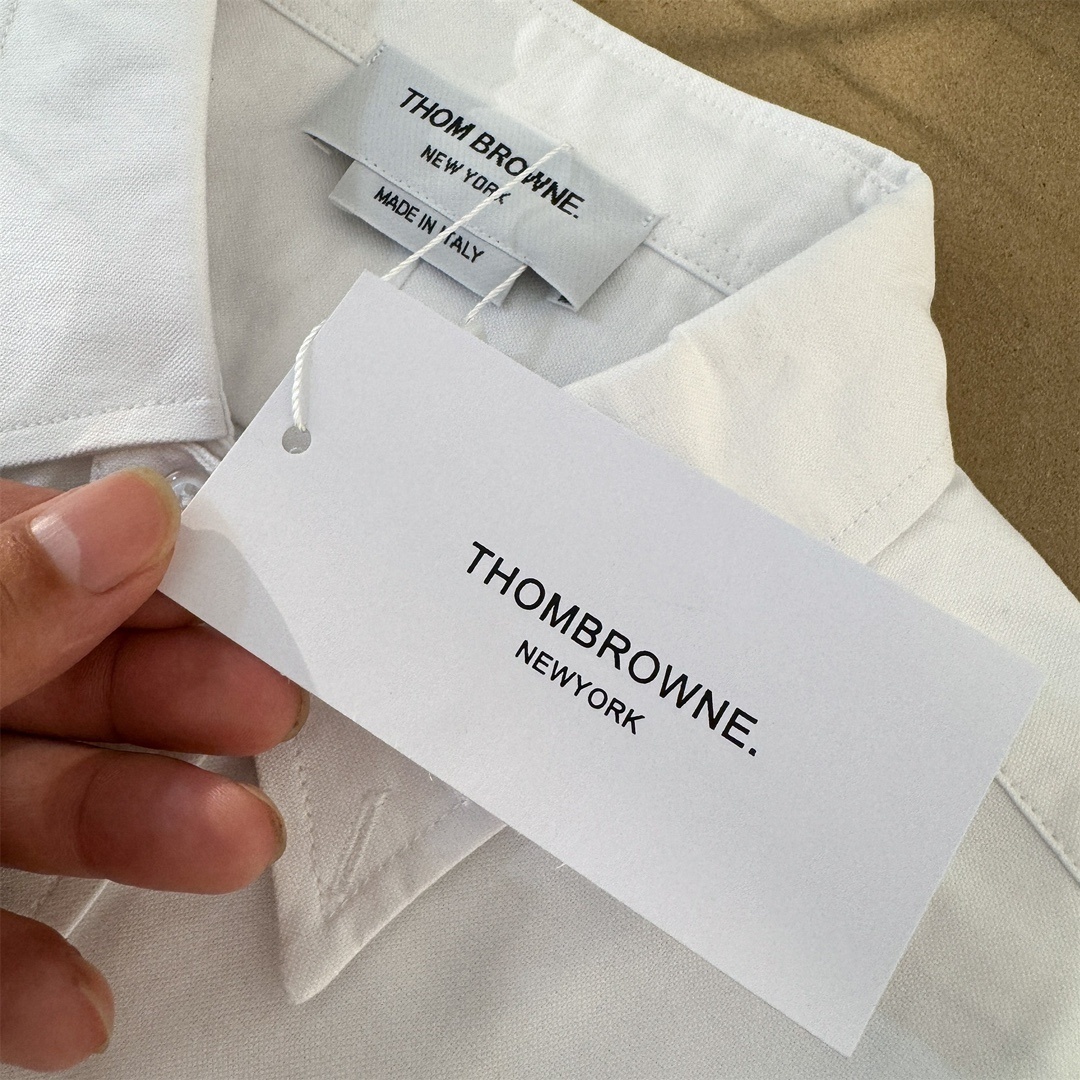 THOM BROWNE.
NEW YORK
MADE IN ITALY
THOMBROWNE.
NEWYORK